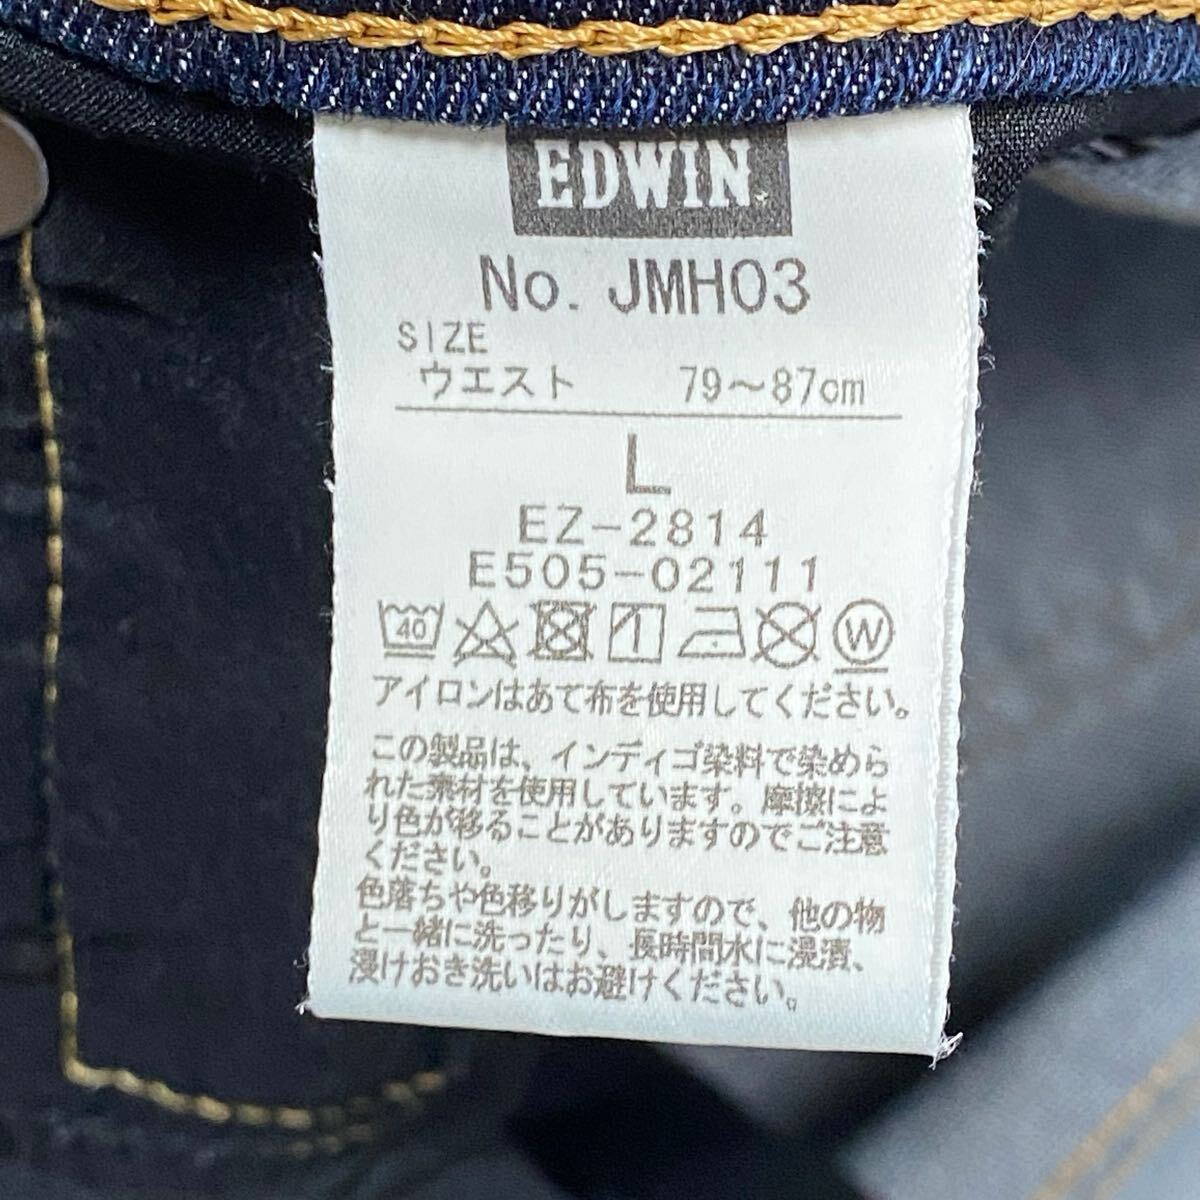 EDWIN
No. JMH03
SIZE
ウエスト 79〜87cm
L
EZ-2814
E505-02111
40 W
アイロンはあて布を使用してください。
この製品は、インディゴ染料で染めら
れた素材を使用しています。摩擦によ
り色が移ることがありますのでご注意
ください。
色落ちや色移りがしますので、他の物
と一緒に洗ったり、長時間水に浸漬、
浸けおき洗いはお避けください。